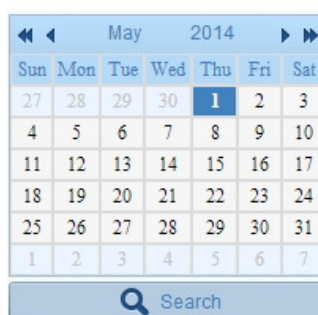 May 2014
Sun Mon Tue Wed Thu Fri Sat
27 28 29 30 1 2 3
4 5 6 7 8 9 10
11 12 13 14 15 16 17
18 19 20 21 22 23 24
25 26 27 28 29 30 31
1 2 3 4 5 6 7
Search